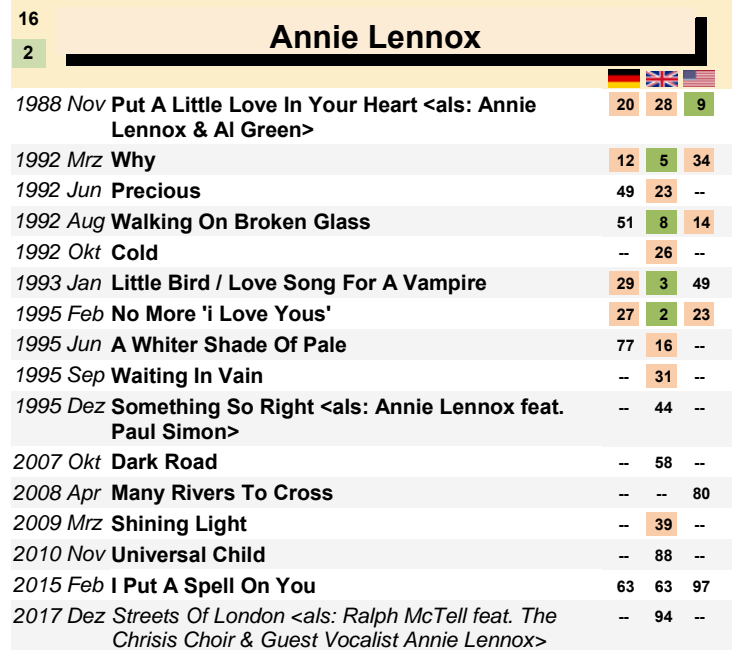 16
Annie Lennox
2
1988 Nov Put A Little Love In Your Heart <als: Annie 20 28 9
Lennox & Al Green>
1992 Mrz Why 12 5 34
1992 Jun Precious 49 23 --
1992 Aug Walking On Broken Glass 51 8 14
1992 Okt Cold -- 26 --
1993 Jan Little Bird / Love Song For A Vampire 29 3 49
1995 Feb No More 'i Love Yous' 27 2 23
1995 Jun A Whiter Shade Of Pale 77 16 --
1995 Sep Waiting In Vain -- 31 --
1995 Dez Something So Right <als: Annie Lennox feat. -- 44 --
Paul Simon>
2007 Okt Dark Road -- 58 --
2008 Apr Many Rivers To Cross -- -- 80
2009 Mrz Shining Light -- 39 --
2010 Nov Universal Child -- 88 --
2015 Feb I Put A Spell On You 63 63 97
2017 Dez Streets Of London <als: Ralph McTell feat. The -- 94 --
Chrisis Choir & Guest Vocalist Annie Lennox>